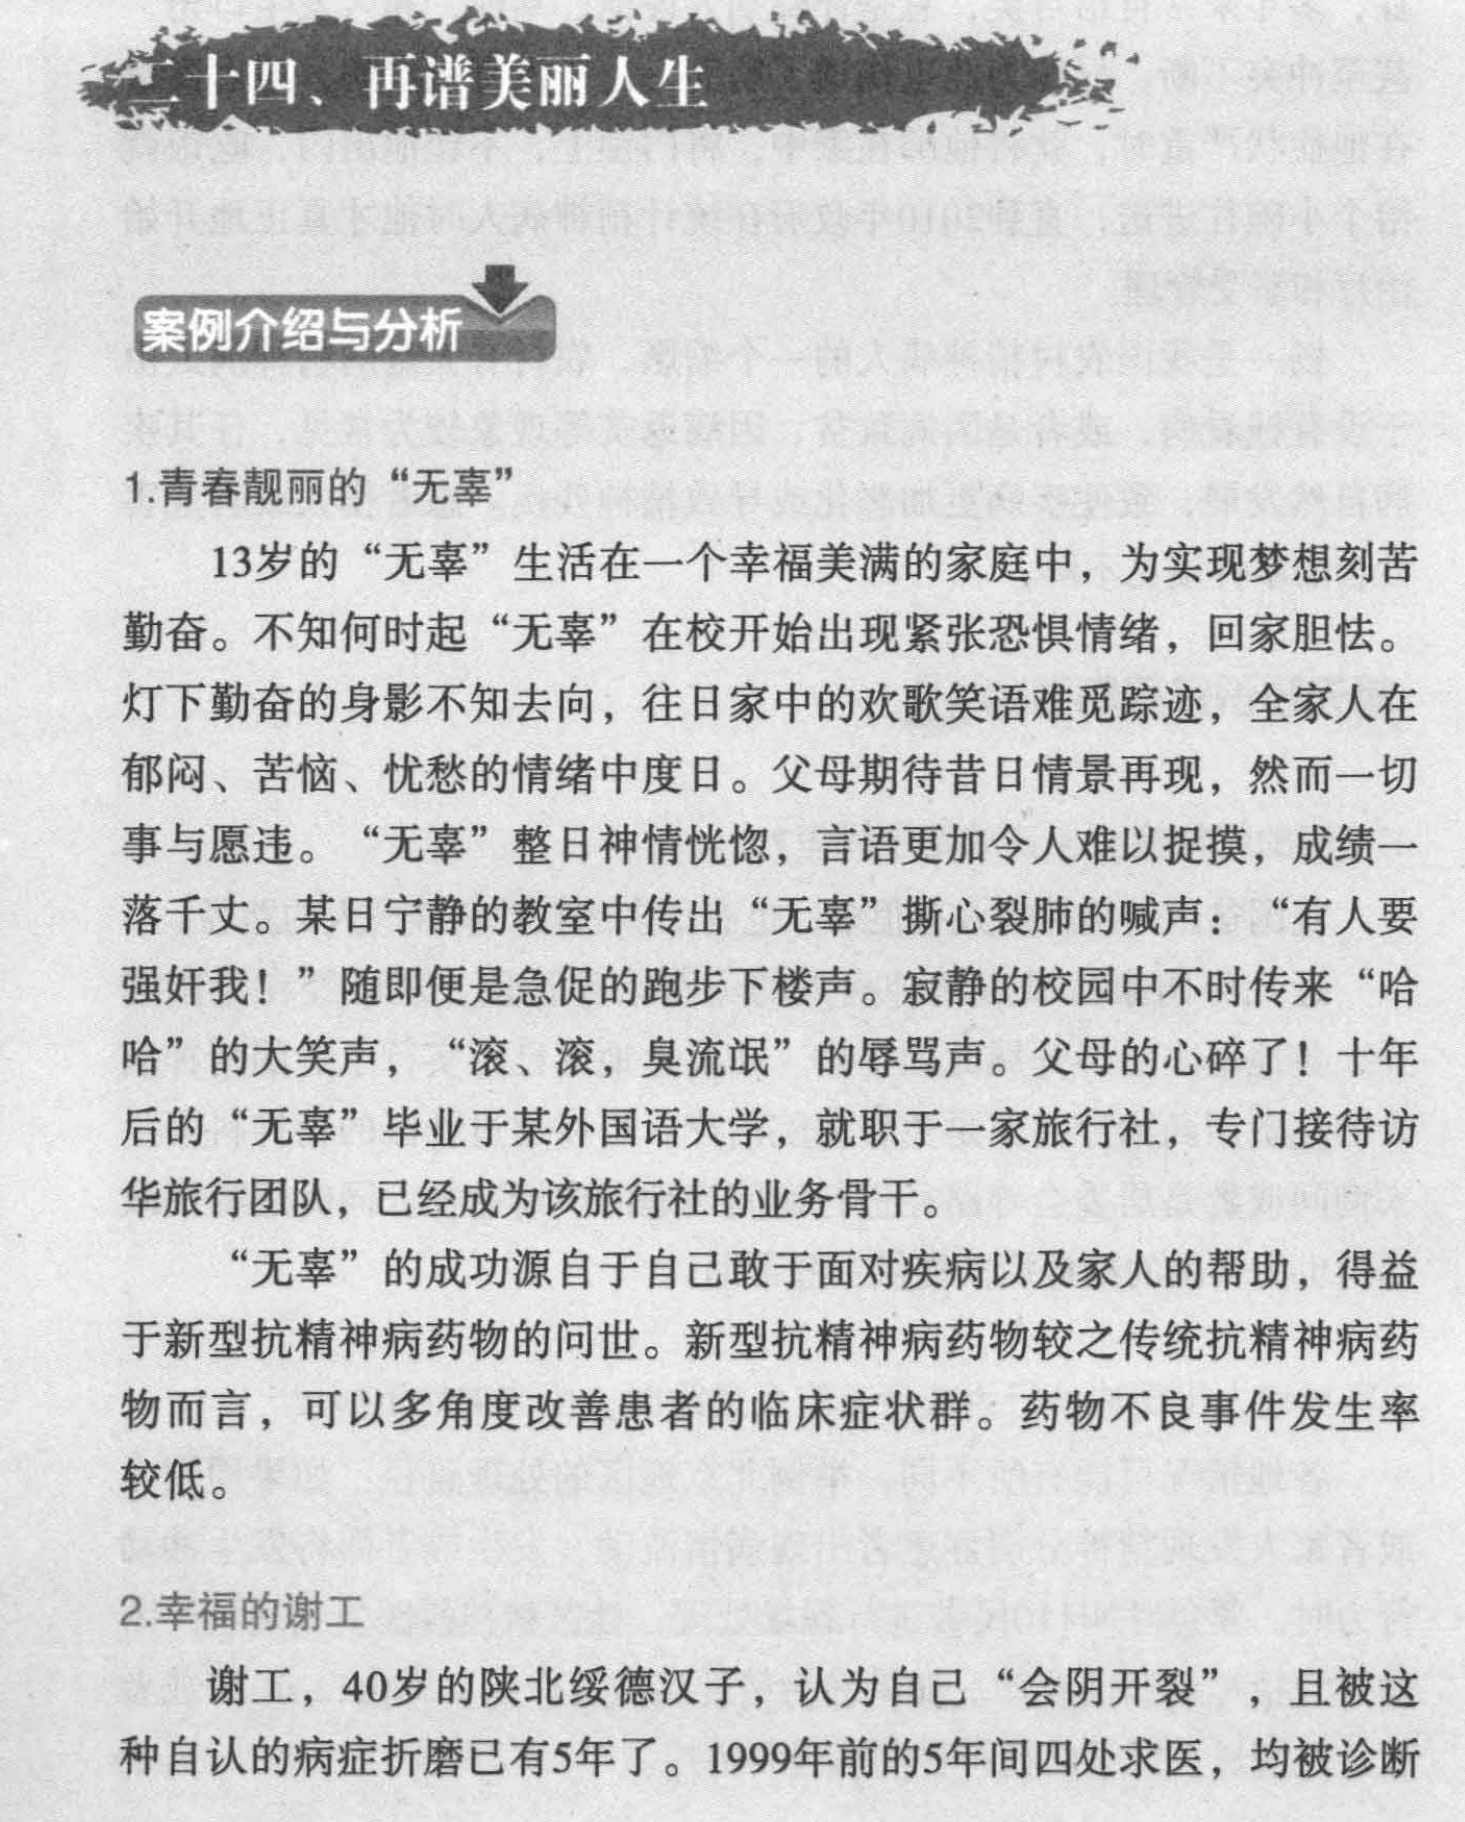 二十四、再谱美丽人生
案例介绍与分析
1.青春靓丽的“无辜”
13岁的“无辜”生活在一个幸福美满的家庭中，为实现梦想刻苦
勤奋。不知何时起“无辜”在校开始出现紧张恐惧情绪，回家胆怯。
灯下勤奋的身影不知去向，往日家中的欢歌笑语难觅踪迹，全家人在
郁闷、苦恼、忧愁的情绪中度日。父母期待昔日情景再现，然而一切
事与愿违。“无辜”整日神情恍惚，言语更加令人难以捉摸，成绩一
落千丈。某日宁静的教室中传出“无辜”撕心裂肺的喊声：“有人要
强奸我！”随即便是急促的跑步下楼声。寂静的校园中不时传来“哈
哈”的大笑声，“滚、滚，臭流氓”的辱骂声。父母的心碎了！十年
后的“无辜”毕业于某外国语大学，就职于一家旅行社，专门接待访
华旅行团队，已经成为该旅行社的业务骨干。
“无辜”的成功源自于自己敢于面对疾病以及家人的帮助，得益
于新型抗精神病药物的问世。新型抗精神病药物较之传统抗精神病药
物而言，可以多角度改善患者的临床症状群。药物不良事件发生率
较低。
2.幸福的谢工
谢工，40岁的陕北绥德汉子，认为自己“会阴开裂”，且被这
种自认的病症折磨已有5年了。1999年前的5年间四处求医，均被诊断